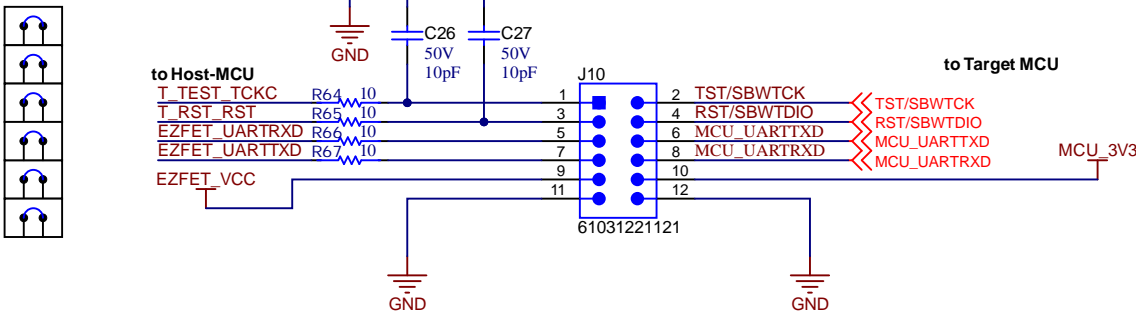 GND
C26
50V
10pF
C27
50V
10pF
to Host-MCU
J10
to Target MCU
T_TEST_TCKC R64 10 1 2 TST/SBWTCK TST/SBWTCK
T_RST_RST R65 10 3 4 RST/SBWTDIO RST/SBWTDIO
EZFET_UARTRXD R66 10 5 6 MCU_UARTTXD MCU_UARTTXD
EZFET_UARTTXD R67 10 7 8 MCU_UARTRXD MCU_UARTRXD
MCU_3V3
EZFET_VCC 9 10
11 12
61031221121
GND
GND